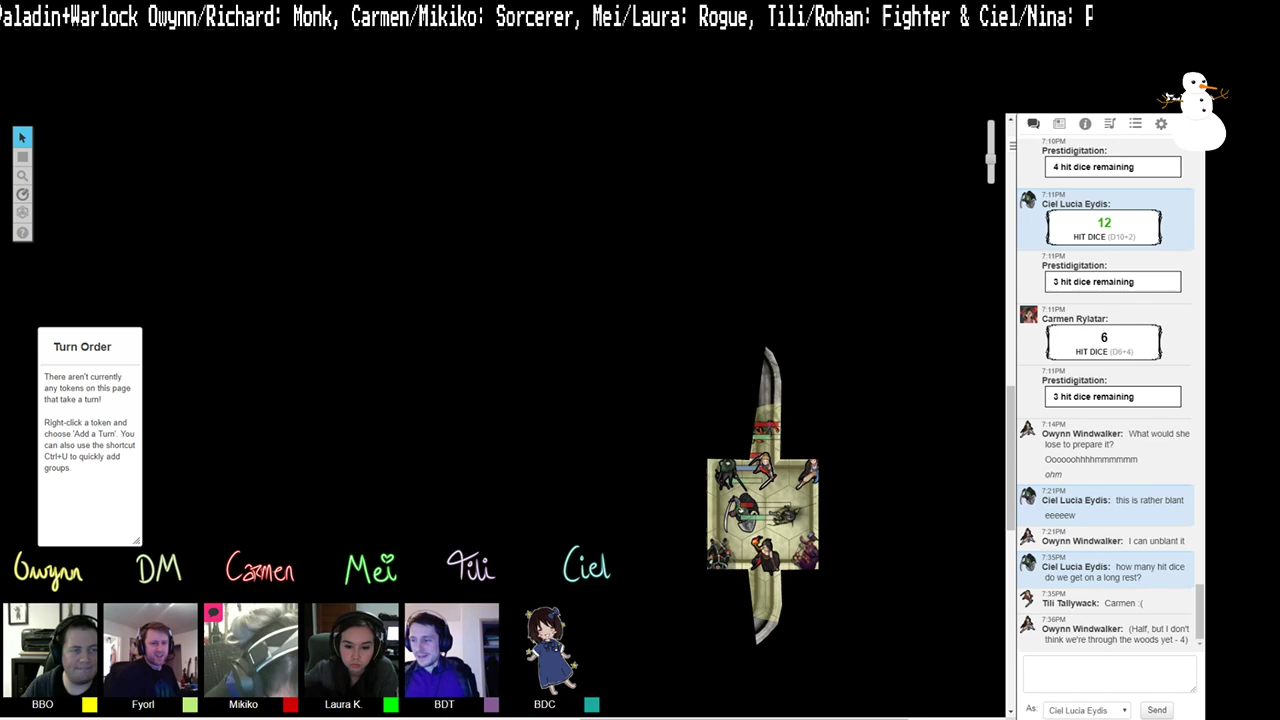 Paladin+Warlock Owynn/Richard: Monk, Carmen/Mikiko: Sorcerer, Mei/Laura: Rogue, Tili/Rohan: Fighter & Ciel/Nina: P
7:10PM
Prestidigitation:
4 hit dice remaining
7:11PM
Ciel Lucia Eydis:
12
HIT DICE (D10+2)
7:11PM
Prestidigitation:
3 hit dice remaining
7:11PM
Carmen Rylatar:
6
HIT DICE (D6+4)
7:11PM
Prestidigitation:
3 hit dice remaining
7:14PM
Owynn Windwalker: What would she
lose to prepare it?
Oooooohhhhmmmmmm
ohm
7:21PM
Ciel Lucia Eydis: this is rather blant
eeeeew
7:21PM
Owynn Windwalker: I can unblant it
7:35PM
Ciel Lucia Eydis: how many hit dice
do we get on a long rest?
7:35PM
Tili Tallywack: Carmen :(
7:36PM
Owynn Windwalker: (Half, but I don't
think we're through the woods yet - 4)
As: Ciel Lucia Eydis Send
Turn Order
There aren't currently
any tokens on this page
that take a turn!
Right-click a token and
choose 'Add a Turn'. You
can also use the shortcut
Ctrl+U to quickly add
groups.
Owynn DM Carmen Mei Tili Ciel
BBO Fyorl Mikiko Laura K. BDT BDC